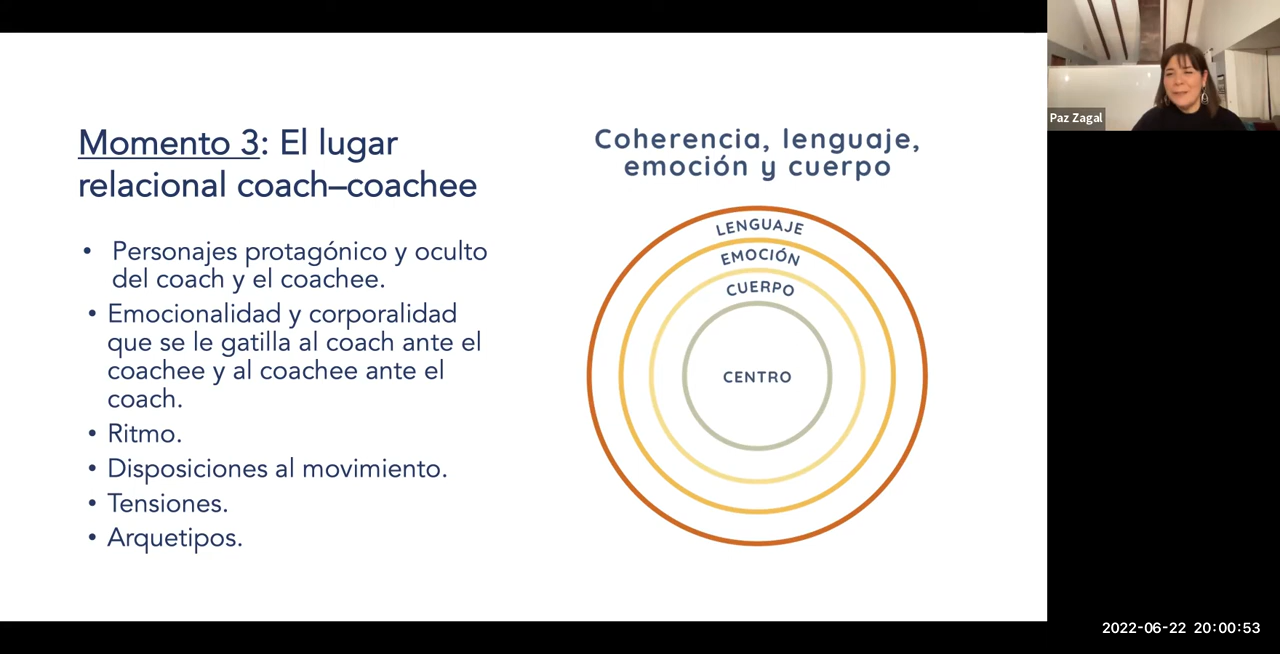 Momento 3: El lugar
relacional coach–coachee
• Personajes protagónico y oculto
del coach y el coachee.
• Emocionalidad y corporalidad
que se le gatilla al coach ante el
coachee y al coachee ante el
coach.
• Ritmo.
• Disposiciones al movimiento.
• Tensiones.
• Arquetipos.
Coherencia, lenguaje,
emoción y cuerpo
LENGUAJE
EMOCIÓN
CUERPO
CENTRO
Paz Zagal
2022-06-22 20:00:53